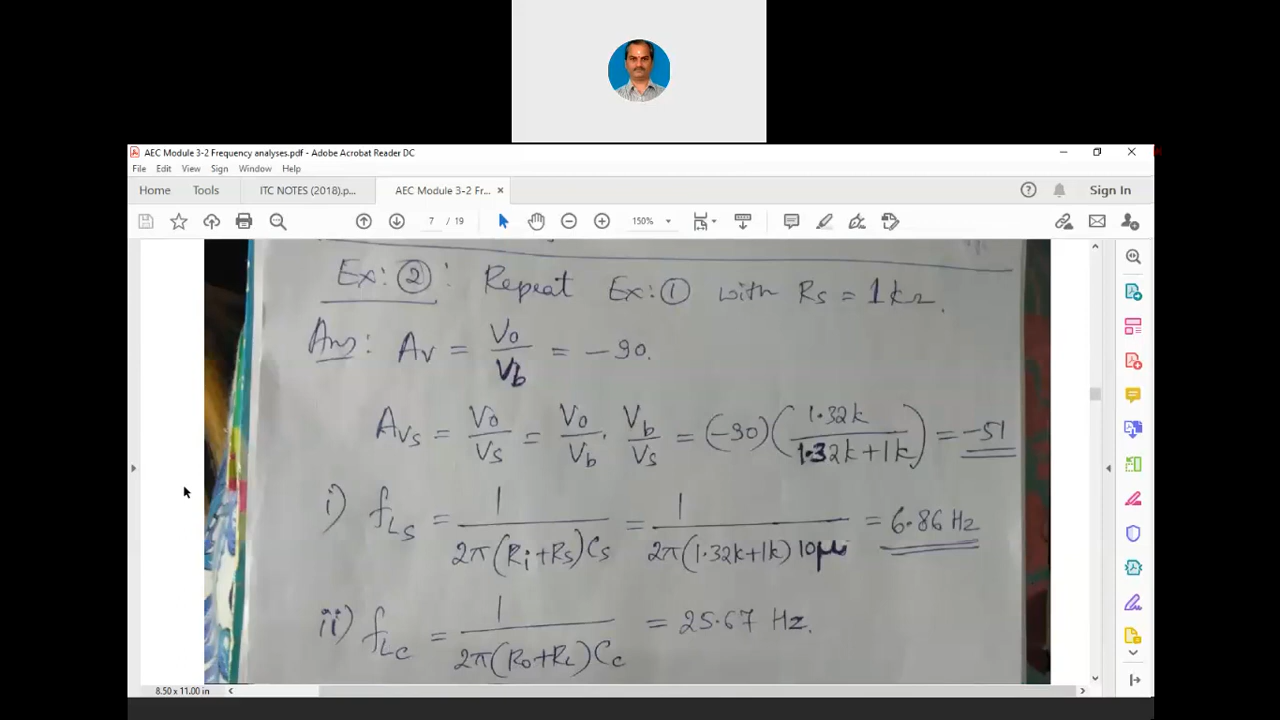 AEC Module 3-2 Frequency analyses.pdf - Adobe Acrobat Reader DC
File Edit View Sign Window Help
Home Tools ITC NOTES (2018).p... AEC Module 3-2 Fr... × Sign In
7 / 19 150%
Ex: ② : Repeat Ex: ① with Rs = 1kΩ.
Ans: Av = Vo/Vb = -90.
Avs = Vo/Vs = Vo/Vb · Vb/Vs = (-90)(1.32k/1.32k+1k) = -51
i) fLs = 1/2π(Ri+Rs)Cs = 1/2π(1.32k+1k)10μ = 6.86 Hz
ii) fLc = 1/2π(Ro+RL)Cc = 25.67 Hz.
8.50 x 11.00 in